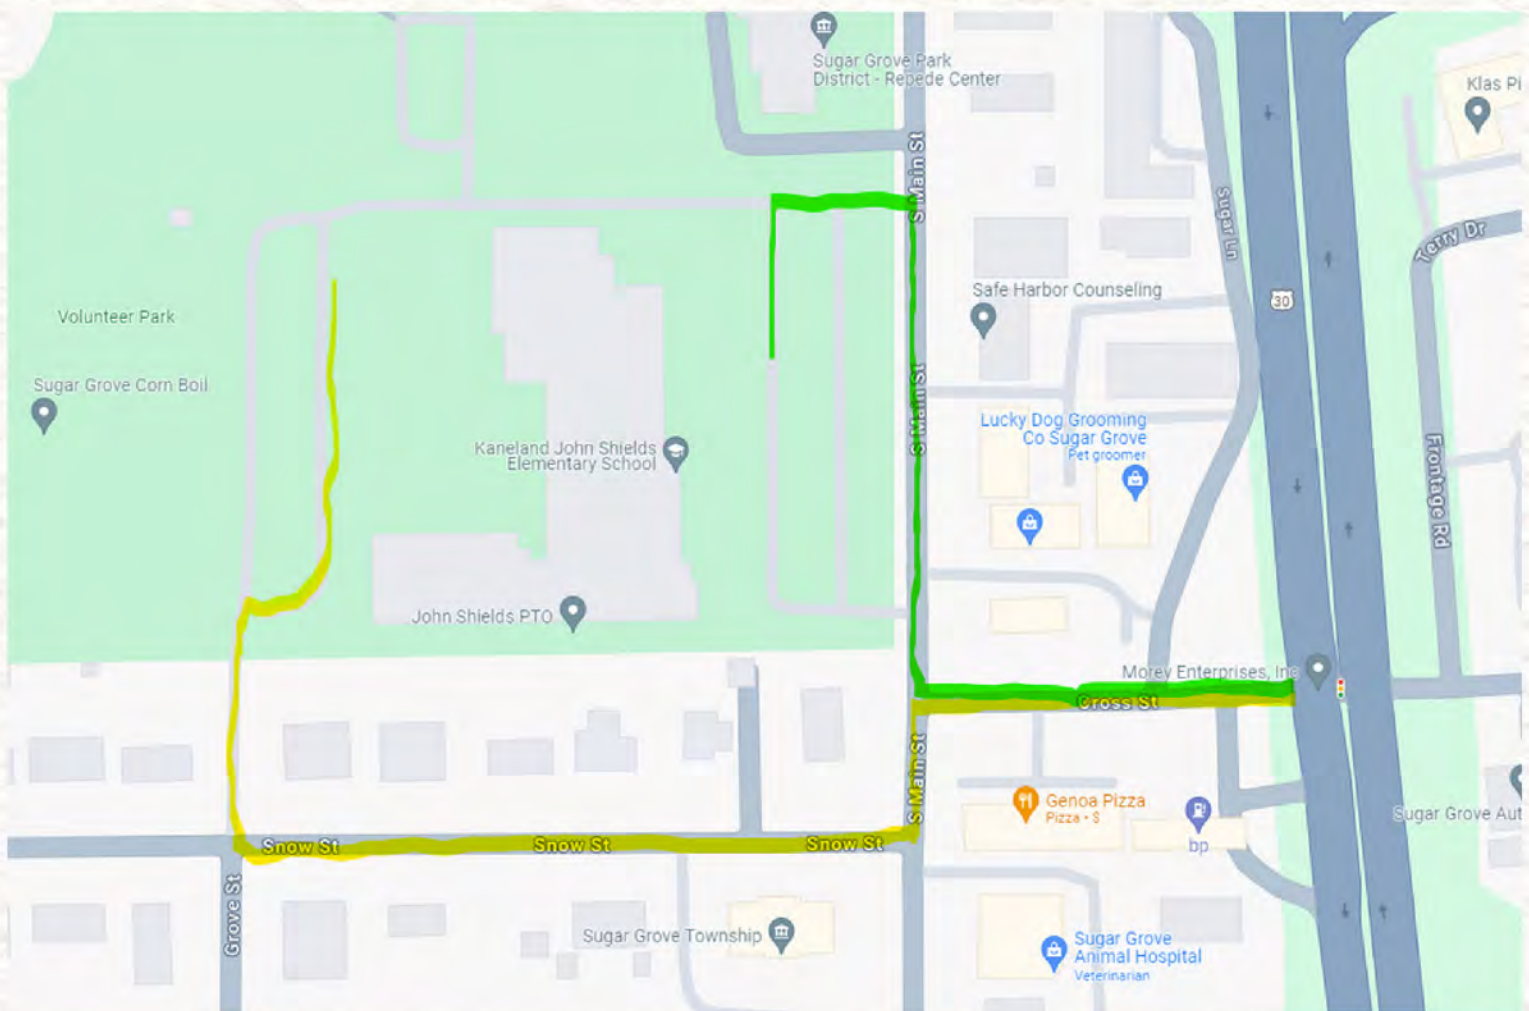 Sugar Grove Park
District - Rebede Center
Klas Pi
S Main St
Sugar Ln
Terry Dr
Safe Harbor Counseling
30
Volunteer Park
Sugar Grove Corn Boil
S Main St
Lucky Dog Grooming
Co Sugar Grove
Pet groomer
Kaneland John Shields
Elementary School
Frontage Rd
John Shields PTO
Morey Enterprises, Inc
Cross St
S Main St
Genoa Pizza
Pizza • $
Sugar Grove Aut
bp
Snow St
Snow St
Snow St
Grove St
Sugar Grove Township
Sugar Grove
Animal Hospital
Veterinarian